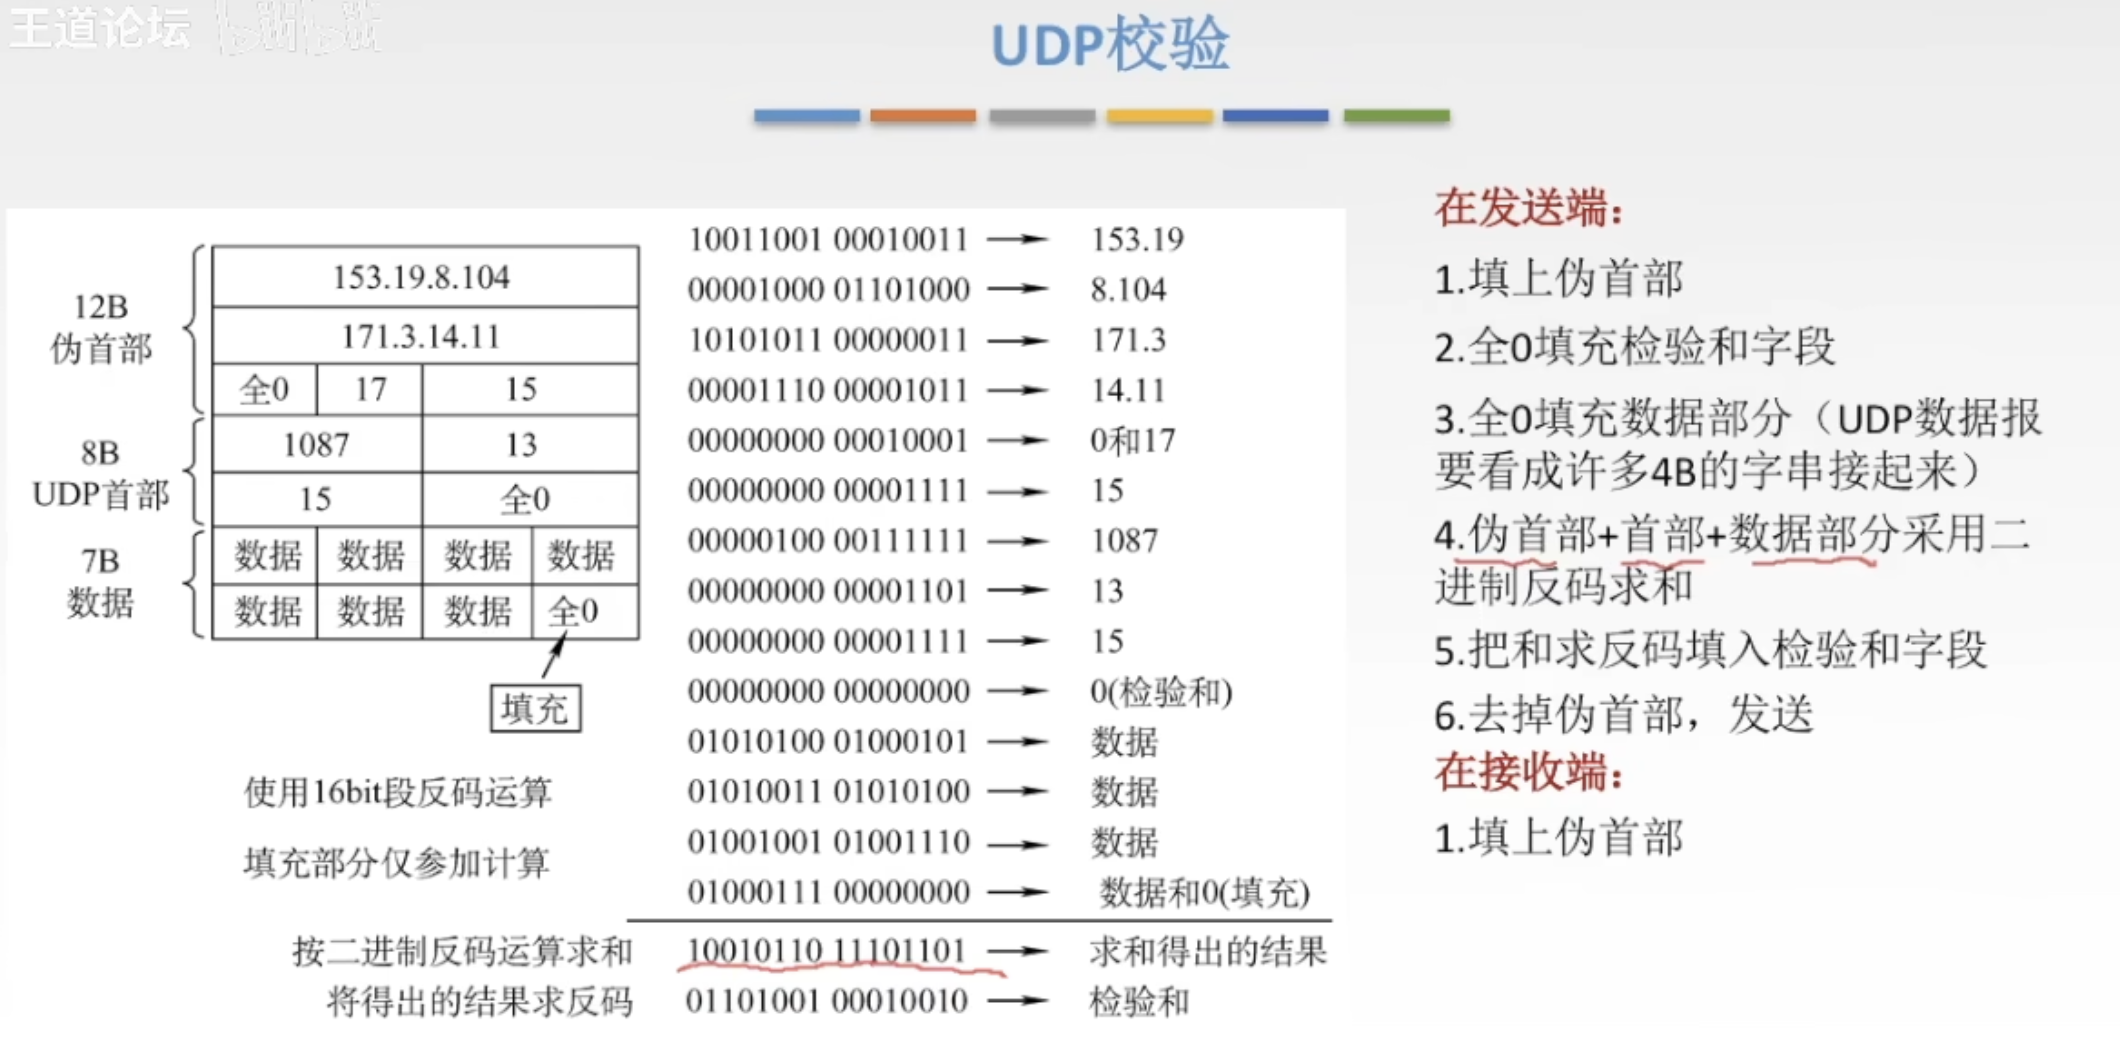 王道论坛 bilibili
UDP校验
12B
伪首部
153.19.8.104
171.3.14.11
全0 17 15
8B
UDP首部
1087 13
15 全0
7B
数据
数据 数据 数据 数据
数据 数据 数据 全0
填充
使用16bit段反码运算
填充部分仅参加计算
10011001 00010011 153.19
00001000 01101000 8.104
10101011 00000011 171.3
00001110 00001011 14.11
00000000 00010001 0和17
00000000 00001111 15
00000100 00111111 1087
00000000 00001101 13
00000000 00001111 15
00000000 00000000 0(检验和)
01010100 01000101 数据
01010011 01010100 数据
01001001 01001110 数据
01000111 00000000 数据和0(填充)
按二进制反码运算求和 10010110 11101101 求和得出的结果
将得出的结果求反码 01101001 00010010 检验和
在发送端：
1.填上伪首部
2.全0填充检验和字段
3.全0填充数据部分（UDP数据报
要看成许多4B的字串接起来）
4.伪首部+首部+数据部分采用二
进制反码求和
5.把和求反码填入检验和字段
6.去掉伪首部，发送
在接收端：
1.填上伪首部